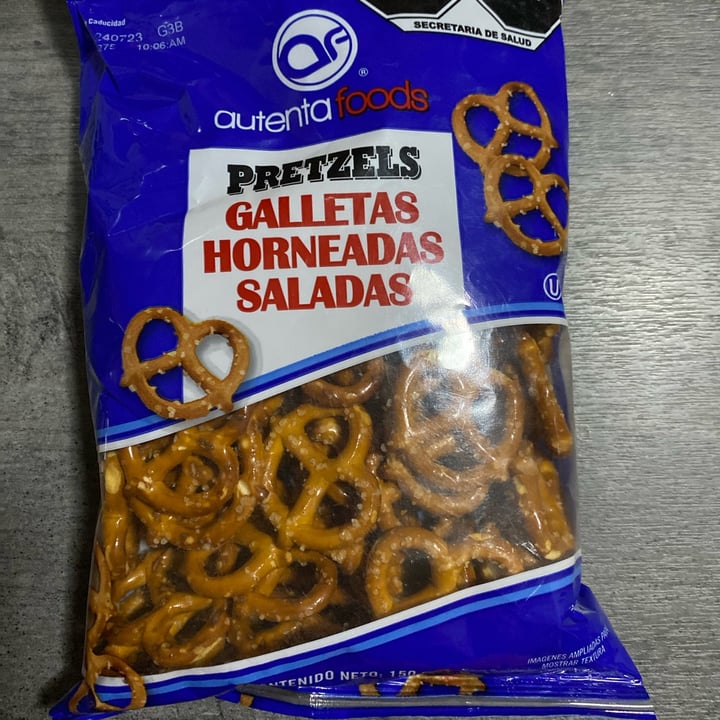 Caducidad
240723 G3B
275 10:06:AM
SECRETARIA DE SALUD
autenta foods®
PRETZELS
GALLETAS
HORNEADAS
SALADAS
U
CONTENIDO NETO: 150
IMAGENES AMPLIADAS PARA
MOSTRAR TEXTURA